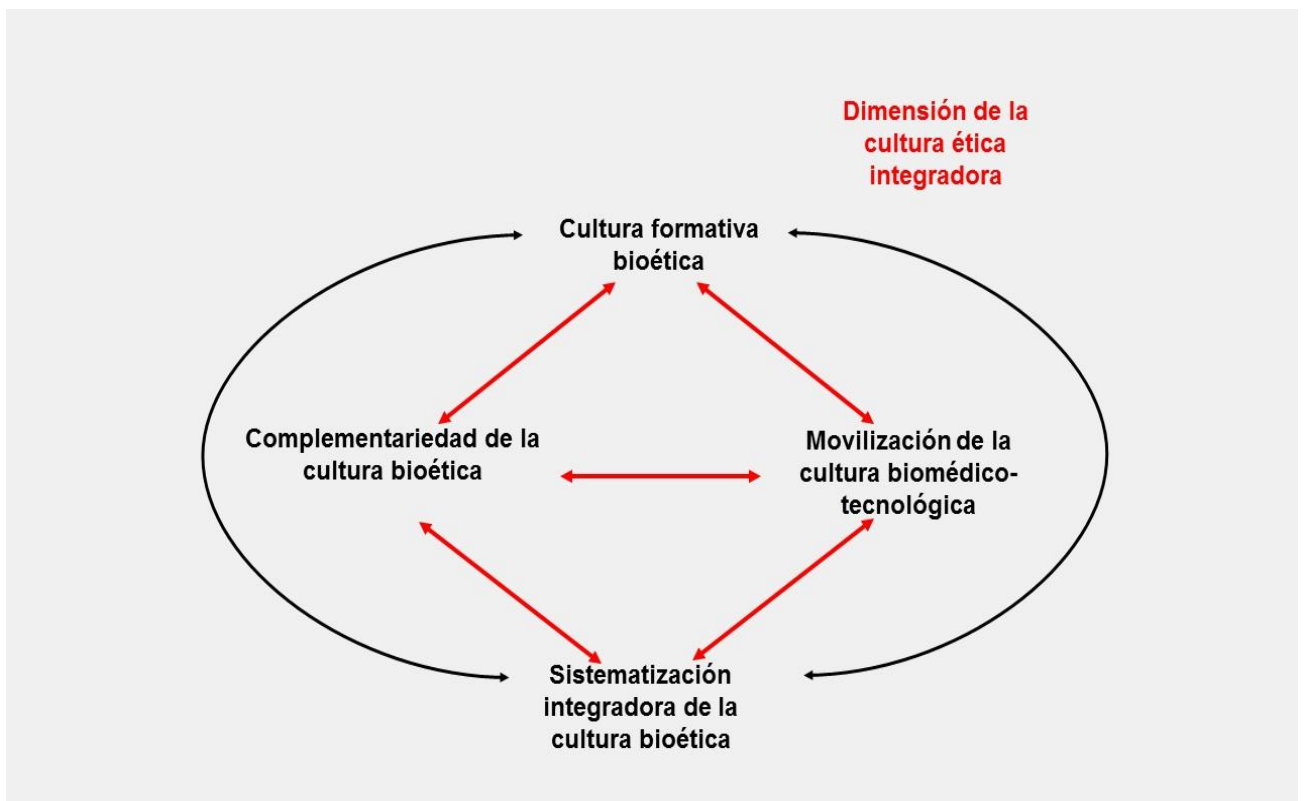 Dimensión de la
cultura ética
integradora
Cultura formativa
bioética
Complementariedad de la
cultura bioética
Movilización de la
cultura biomédico-
tecnológica
Sistematización
integradora de la
cultura bioética